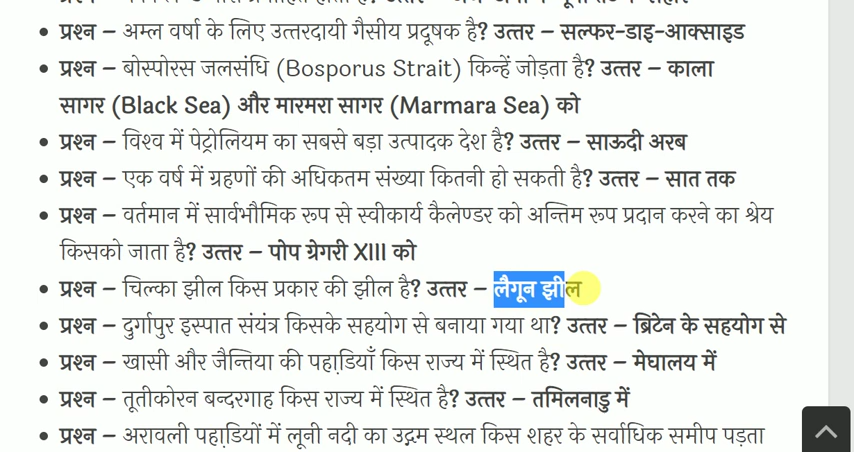 प्रश्न – अम्ल वर्षा के लिए उत्तरदायी गैसीय प्रदूषक है? उत्तर – सल्फर-डाइ-आक्साइड
प्रश्न – बोस्पोरस जलसंधि (Bosporus Strait) किन्हें जोड़ता है? उत्तर – काला
सागर (Black Sea) और मारमरा सागर (Marmara Sea) को
प्रश्न – विश्व में पेट्रोलियम का सबसे बड़ा उत्पादक देश है? उत्तर – साऊदी अरब
प्रश्न – एक वर्ष में ग्रहणों की अधिकतम संख्या कितनी हो सकती है? उत्तर – सात तक
प्रश्न – वर्तमान में सार्वभौमिक रूप से स्वीकार्य कैलेण्डर को अन्तिम रूप प्रदान करने का श्रेय
किसको जाता है? उत्तर – पोप ग्रेगरी XIII को
प्रश्न – चिल्का झील किस प्रकार की झील है? उत्तर – लैगून झील
प्रश्न – दुर्गापुर इस्पात संयंत्र किसके सहयोग से बनाया गया था? उत्तर – ब्रिटेन के सहयोग से
प्रश्न – खासी और जैन्तिया की पहाडि़याँ किस राज्य में स्थित है? उत्तर – मेघालय में
प्रश्न – तूतीकोरन बन्दरगाह किस राज्य में स्थित है? उत्तर – तमिलनाडु में
प्रश्न – अरावली पहाडि़यों में लूनी नदी का उद्गम स्थल किस शहर के सर्वाधिक समीप पड़ता